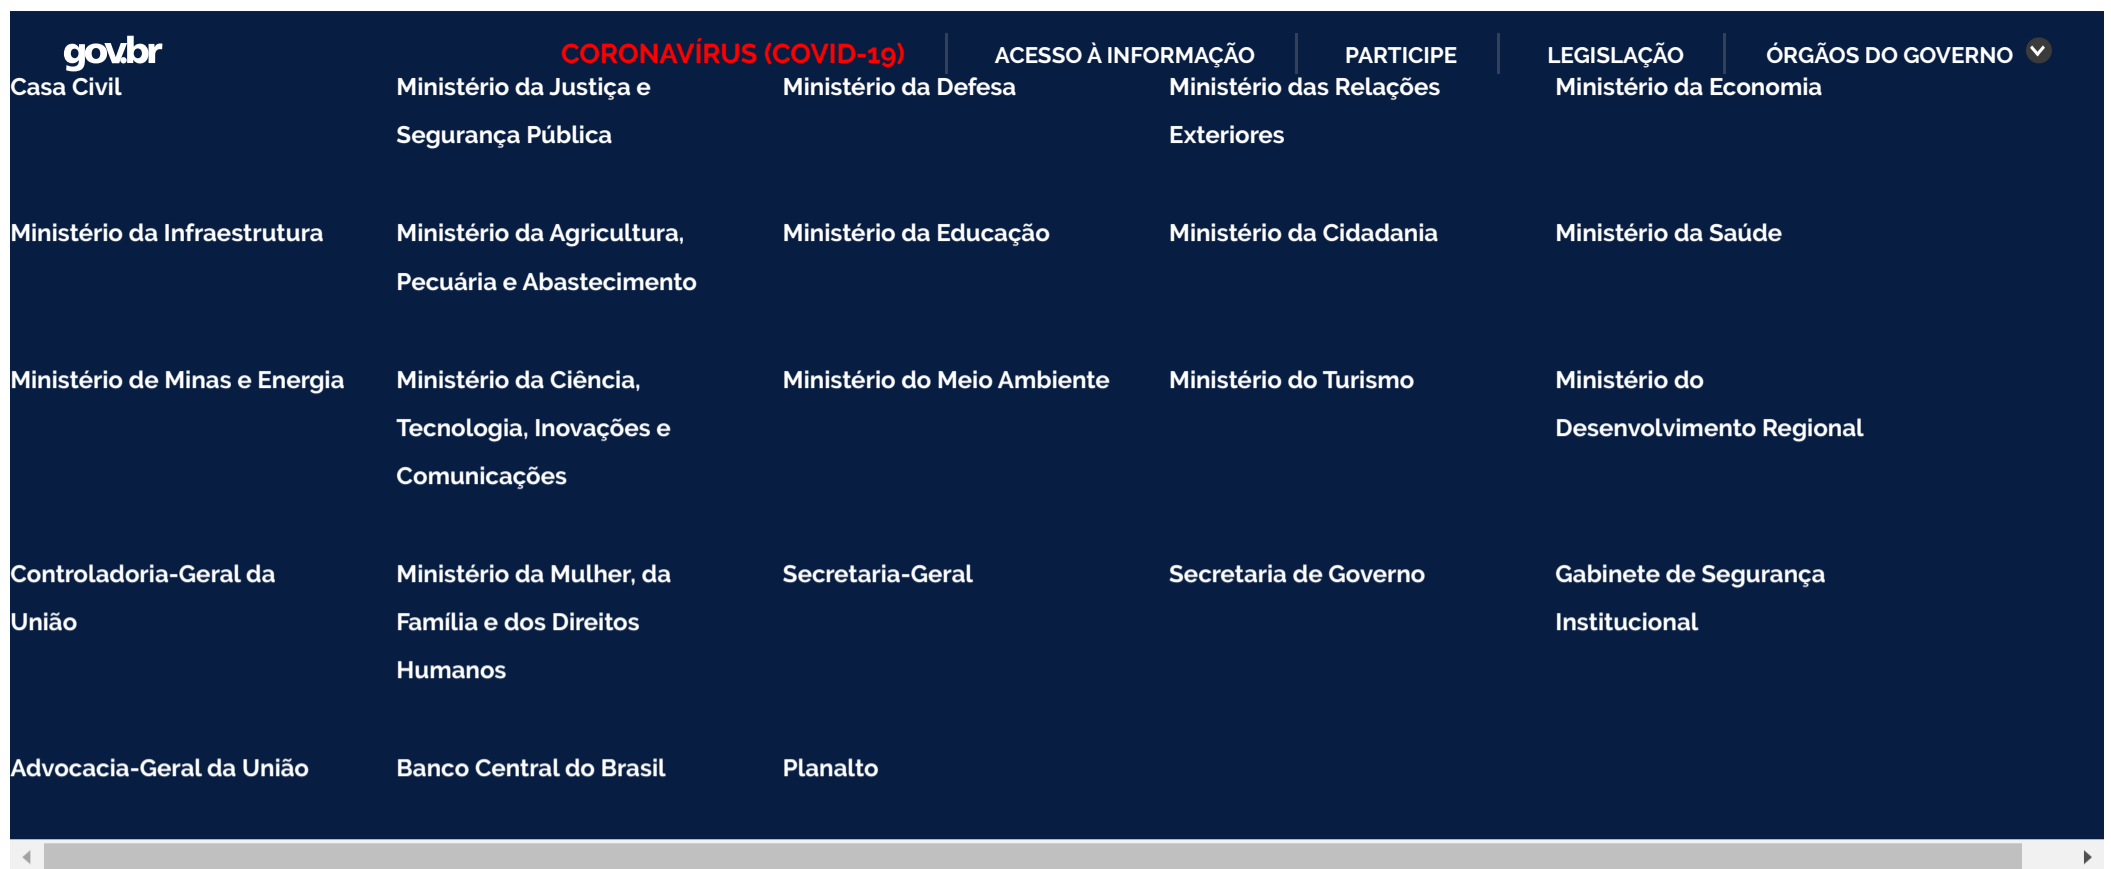 gov.br
CORONAVÍRUS (COVID-19)
ACESSO À INFORMAÇÃO
PARTICIPE
LEGISLAÇÃO
ÓRGÃOS DO GOVERNO
Casa Civil
Ministério da Justiça e
Segurança Pública
Ministério da Defesa
Ministério das Relações
Exteriores
Ministério da Economia
Ministério da Infraestrutura
Ministério da Agricultura,
Pecuária e Abastecimento
Ministério da Educação
Ministério da Cidadania
Ministério da Saúde
Ministério de Minas e Energia
Ministério da Ciência,
Tecnologia, Inovações e
Comunicações
Ministério do Meio Ambiente
Ministério do Turismo
Ministério do
Desenvolvimento Regional
Controladoria-Geral da
União
Ministério da Mulher, da
Família e dos Direitos
Humanos
Secretaria-Geral
Secretaria de Governo
Gabinete de Segurança
Institucional
Advocacia-Geral da União
Banco Central do Brasil
Planalto